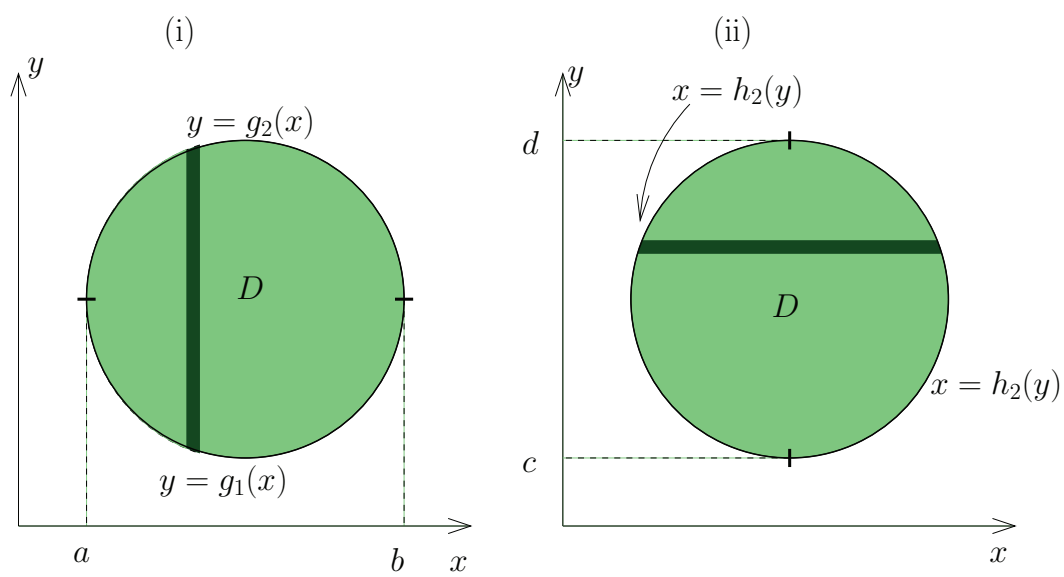 (i)
y
y = g₂(x)
D
y = g₁(x)
a
b
x
(ii)
y
x = h₂(y)
d
D
x = h₂(y)
c
x